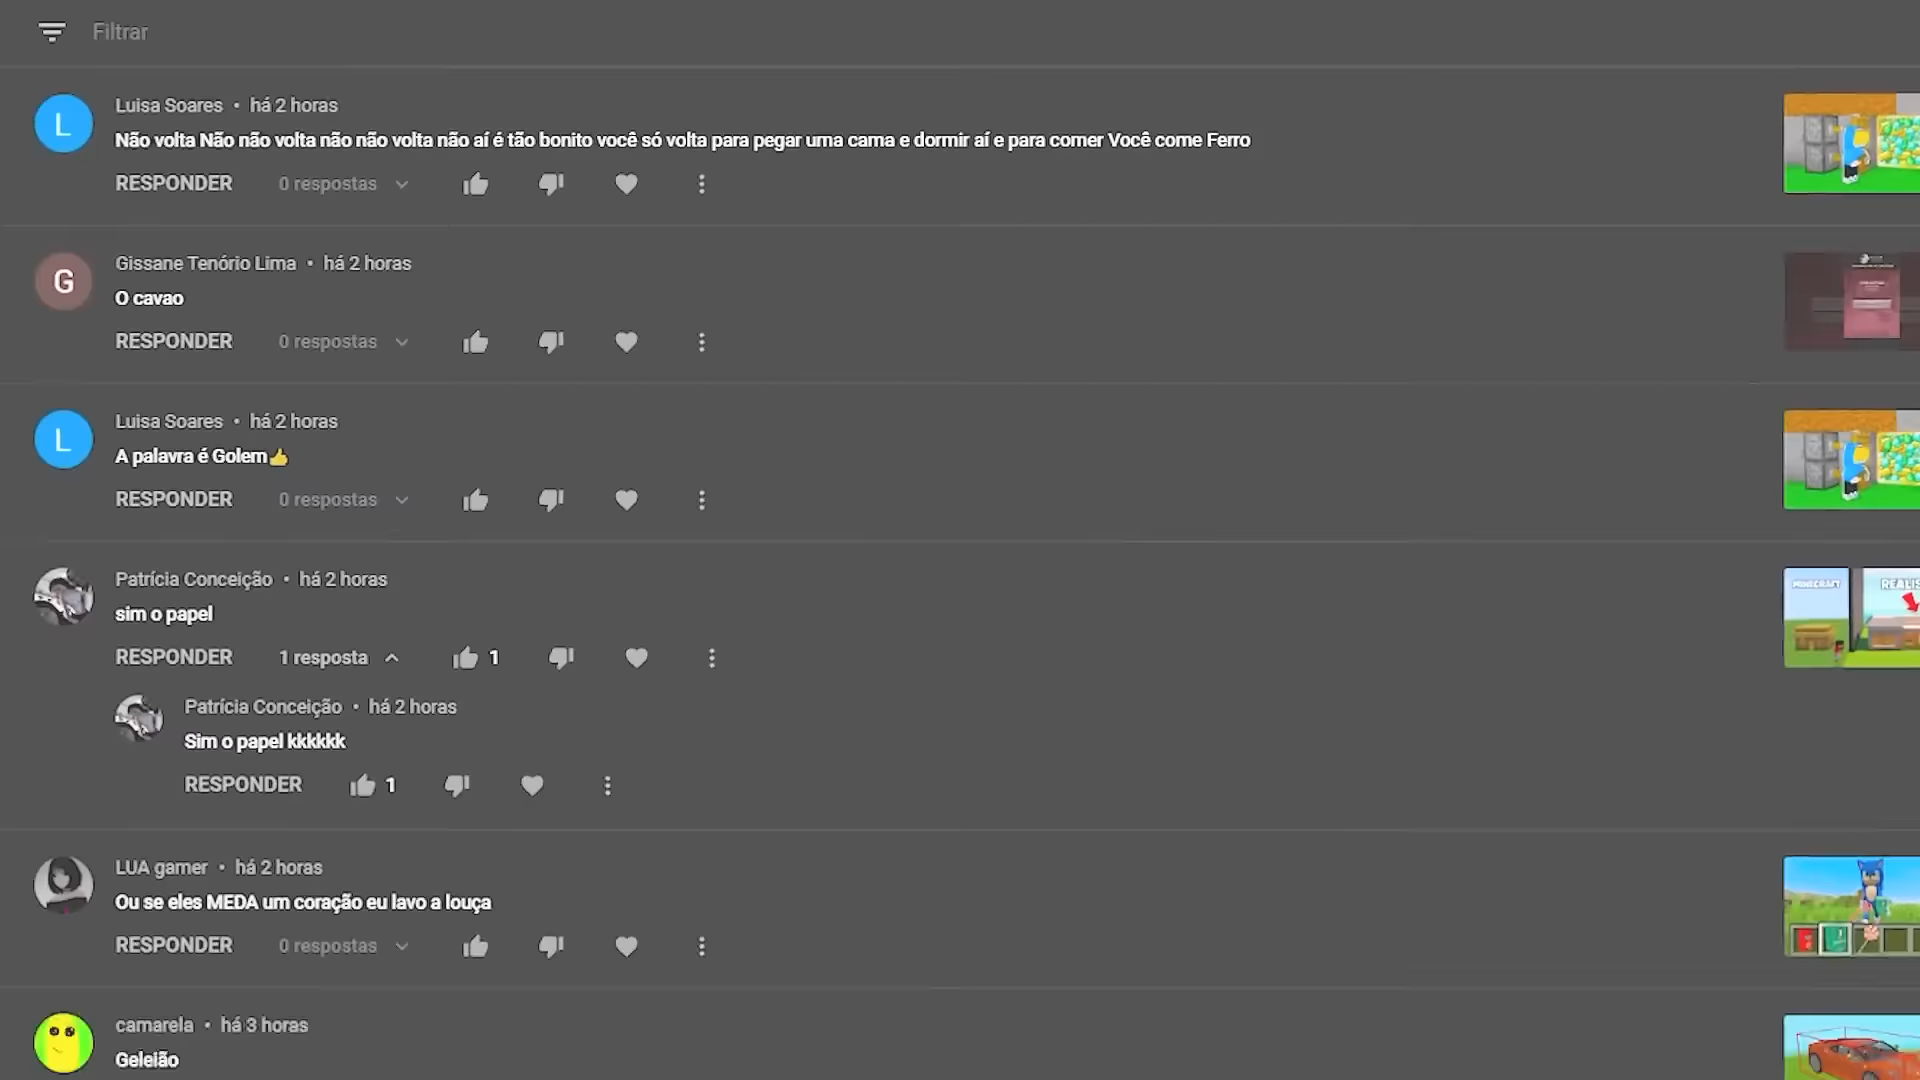 Filtrar
Luisa Soares • há 2 horas
Não volta Não não volta não não volta não aí é tão bonito você só volta para pegar uma cama e dormir aí e para comer Você come Ferro
RESPONDER 0 respostas
G
Gissane Tenório Lima • há 2 horas
O cavao
RESPONDER 0 respostas
L
Luisa Soares • há 2 horas
A palavra é Golem👍
RESPONDER 0 respostas
Patrícia Conceição • há 2 horas
sim o papel
RESPONDER 1 resposta 1
MINECRAFT
REALIS
Patrícia Conceição • há 2 horas
Sim o papel kkkkkk
RESPONDER 1
LUA gamer • há 2 horas
Ou se eles MEDA um coração eu lavo a louça
RESPONDER 0 respostas
camarela • há 3 horas
Geleião